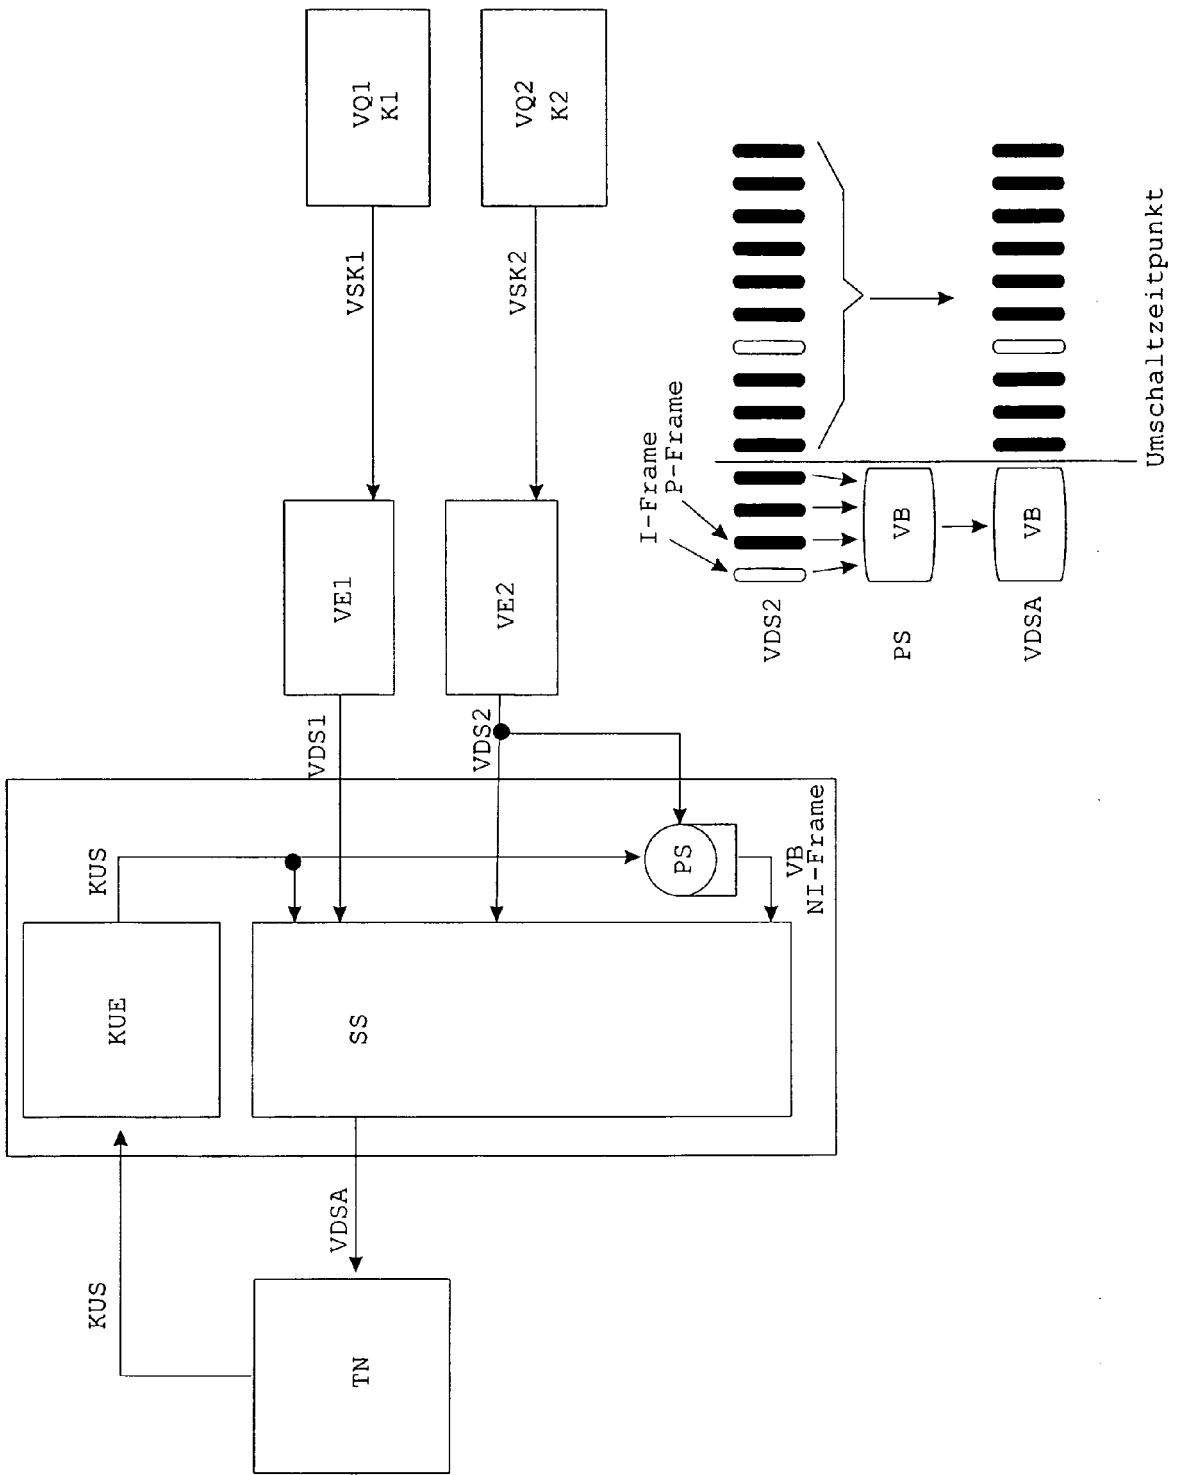 KUS
TN
VDSA
KUE
KUS
SS
VB
NI-Frame
PS
VDS1
VDS2
VE1
VE2
VSK1
VSK2
VQ1
K1
VQ2
K2
I-Frame
P-Frame
VDS2
PS
VB
VDSA
VB
Umschaltzeitpunkt